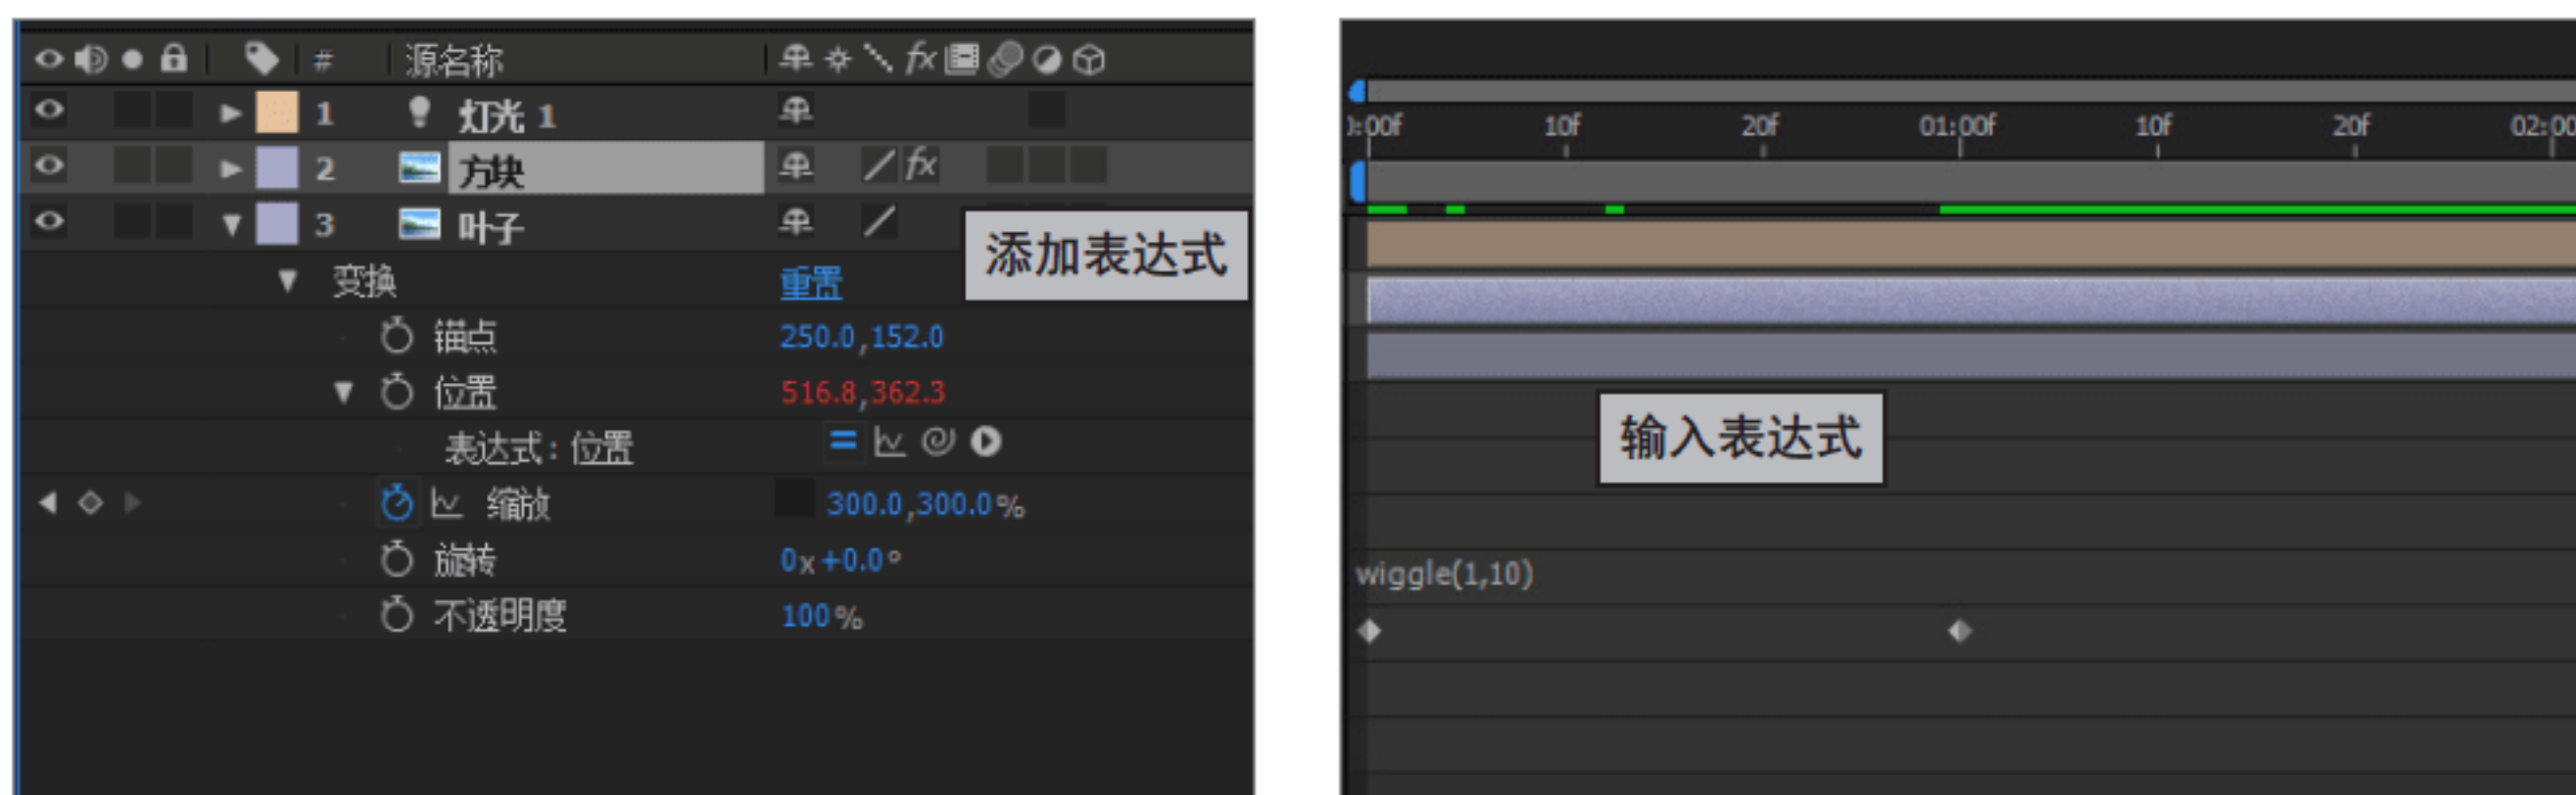 # 源名称
1 灯光 1
2 方块 fx
3 叶子
添加表达式
变换 重置
锚点 250.0,152.0
位置 516.8,362.3
表达式：位置
缩放 300.0,300.0%
旋转 0x+0.0°
不透明度 100%
0:00f 10f 20f 01:00f 10f 20f 02:00
输入表达式
wiggle(1,10)